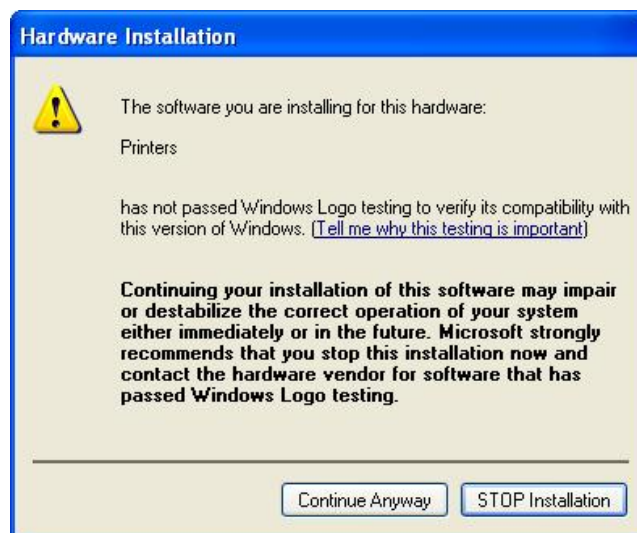 Hardware Installation
The software you are installing for this hardware:
Printers
has not passed Windows Logo testing to verify its compatibility with
this version of Windows. (Tell me why this testing is important)
Continuing your installation of this software may impair
or destabilize the correct operation of your system
either immediately or in the future. Microsoft strongly
recommends that you stop this installation now and
contact the hardware vendor for software that has
passed Windows Logo testing.
Continue Anyway
STOP Installation